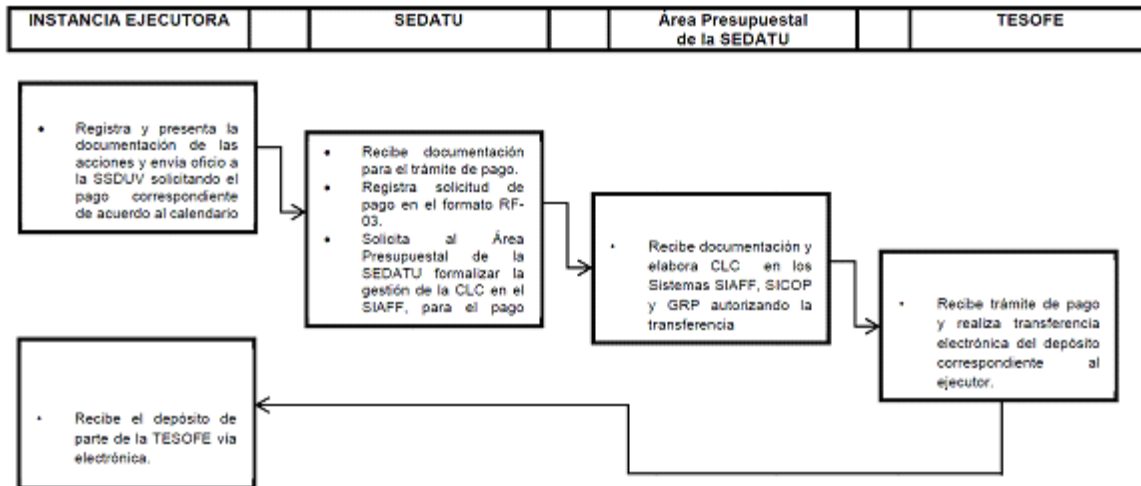 INSTANCIA EJECUTORA
SEDATU
Área Presupuestal
de la SEDATU
TESOFE
• Registra y presenta la
documentación de las
acciones y envía oficio a
la SSDUV solicitando el
pago correspondiente
de acuerdo al calendario
• Recibe documentación
para el trámite de pago.
• Registra solicitud de
pago en el formato RF-
03.
• Solicita al Área
Presupuestal de la
SEDATU formalizar la
gestión de la CLC en el
SIAFF, para el pago
• Recibe documentación y
elabora CLC en los
Sistemas SIAFF, SICOP
y GRP autorizando la
transferencia
• Recibe trámite de pago
y realiza transferencia
electrónica del depósito
correspondiente al
ejecutor.
• Recibe el depósito de
parte de la TESOFE vía
electrónica.